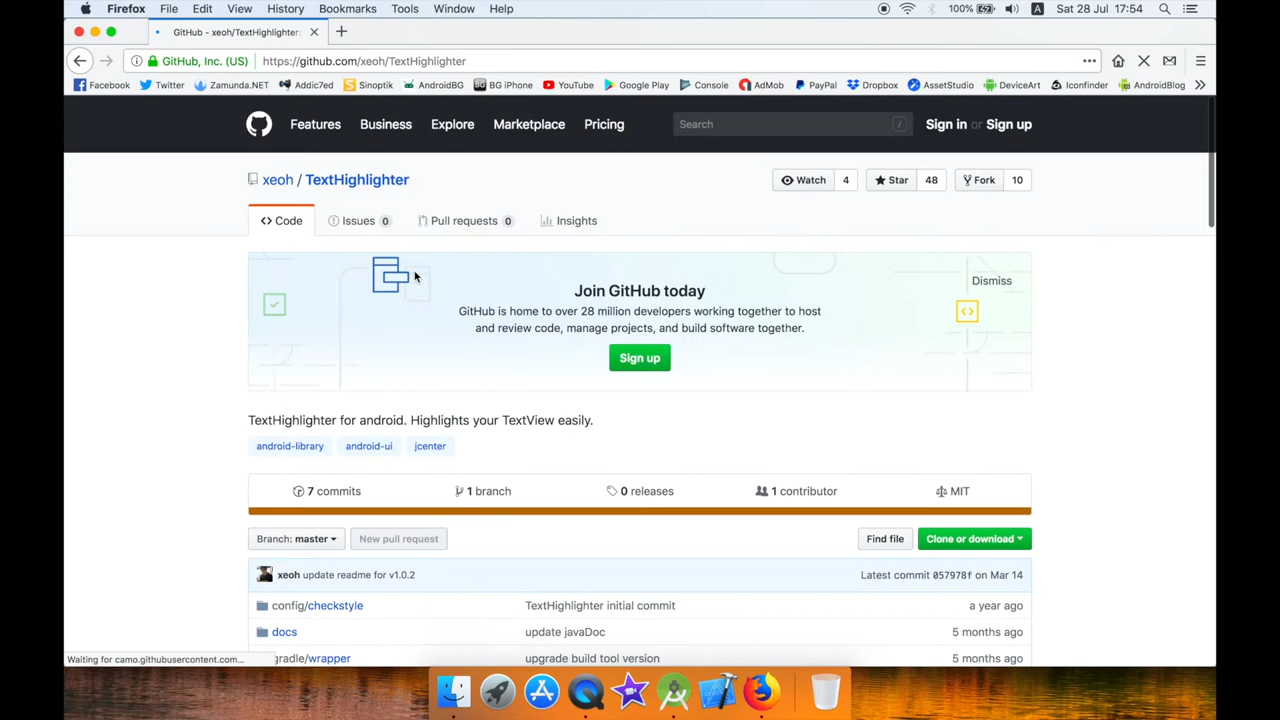 Firefox File Edit View History Bookmarks Tools Window Help 100% A Sat 28 Jul 17:54
GitHub - xeoh/TextHighlighter:
GitHub, Inc. (US) https://github.com/xeoh/TextHighlighter
Facebook Twitter Zamunda.NET Addic7ed Sinoptik AndroidBG BG iPhone YouTube Google Play Console AdMob PayPal Dropbox AssetStudio DeviceArt Iconfinder AndroidBlog
Features Business Explore Marketplace Pricing Search / Sign in or Sign up
xeoh / TextHighlighter Watch 4 Star 48 Fork 10
Code Issues 0 Pull requests 0 Insights
Join GitHub today
Dismiss
GitHub is home to over 28 million developers working together to host
and review code, manage projects, and build software together.
Sign up
TextHighlighter for android. Highlights your TextView easily.
android-library android-ui jcenter
7 commits 1 branch 0 releases 1 contributor MIT
Branch: master New pull request Find file Clone or download
xeoh update readme for v1.0.2 Latest commit 057978f on Mar 14
config/checkstyle TextHighlighter initial commit a year ago
docs update javaDoc 5 months ago
gradle/wrapper upgrade build tool version 5 months ago
Waiting for camo.githubusercontent.com...